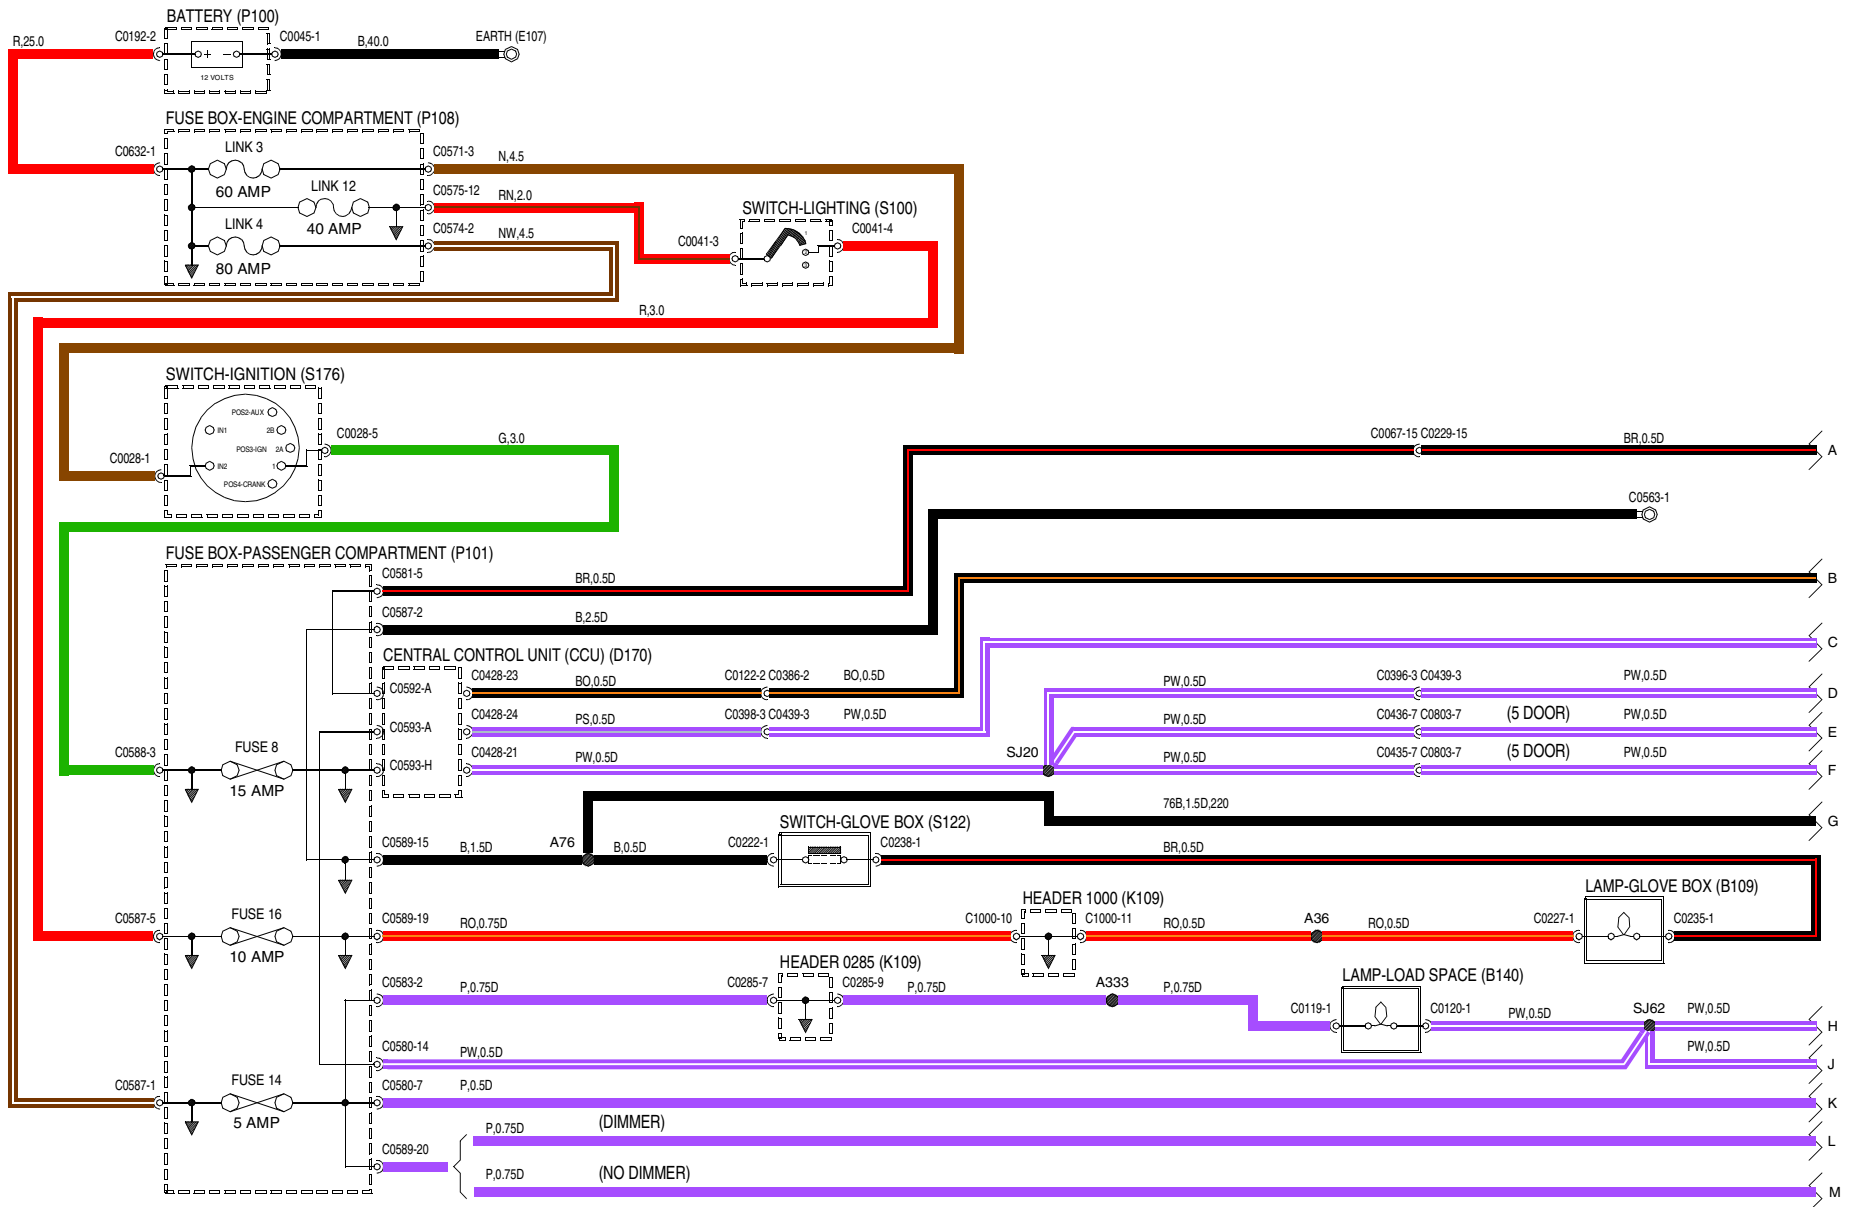 BATTERY (P100)
R,25.0
C0192-2
C0045-1
B,40.0
EARTH (E107)
+ −
12 VOLTS
FUSE BOX-ENGINE COMPARTMENT (P108)
C0632-1
LINK 3
60 AMP
C0571-3
N,4.5
LINK 12
40 AMP
C0575-12
RN,2.0
LINK 4
80 AMP
C0574-2
NW,4.5
SWITCH-LIGHTING (S100)
C0041-3
C0041-4
1
2
3
R,3.0
SWITCH-IGNITION (S176)
POS2-AUX
IN1
2B
POS3-IGN
2A
IN2
1
POS4-CRANK
C0028-1
C0028-5
G,3.0
C0067-15 C0229-15
BR,0.5D
A
C0563-1
FUSE BOX-PASSENGER COMPARTMENT (P101)
C0581-5
BR,0.5D
B
C0587-2
B,2.5D
CENTRAL CONTROL UNIT (CCU) (D170)
C
C0592-A
C0428-23
BO,0.5D
C0122-2 C0386-2
BO,0.5D
PW,0.5D
C0396-3 C0439-3
PW,0.5D
D
C0593-A
C0428-24
PS,0.5D
C0398-3 C0439-3
PW,0.5D
PW,0.5D
C0436-7 C0803-7
(5 DOOR)
PW,0.5D
E
C0588-3
FUSE 8
15 AMP
C0593-H
C0428-21
PW,0.5D
SJ20
PW,0.5D
C0435-7 C0803-7
(5 DOOR)
PW,0.5D
F
76B,1.5D,220
G
SWITCH-GLOVE BOX (S122)
C0589-15
B,1.5D
A76
B,0.5D
C0222-1
C0238-1
BR,0.5D
LAMP-GLOVE BOX (B109)
HEADER 1000 (K109)
C0587-5
FUSE 16
10 AMP
C0589-19
RO,0.75D
C1000-10
C1000-11
RO,0.5D
A36
RO,0.5D
C0227-1
C0235-1
HEADER 0285 (K109)
LAMP-LOAD SPACE (B140)
C0583-2
P,0.75D
C0285-7
C0285-9
P,0.75D
A333
P,0.75D
C0119-1
C0120-1
PW,0.5D
SJ62
PW,0.5D
H
C0580-14
PW,0.5D
PW,0.5D
J
C0587-1
FUSE 14
5 AMP
C0580-7
P,0.5D
K
(DIMMER)
P,0.75D
L
C0589-20
P,0.75D
(NO DIMMER)
M